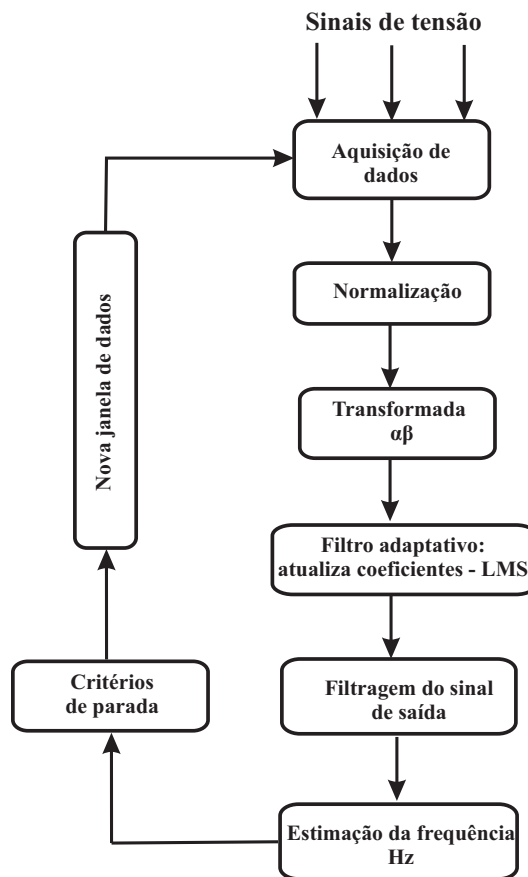 Sinais de tensão
Aquisição de
dados
Normalização
Transformada
αβ
Filtro adaptativo:
atualiza coeficientes - LMS
Filtragem do sinal
de saída
Estimação da frequência
Hz
Critérios
de parada
Nova janela de dados